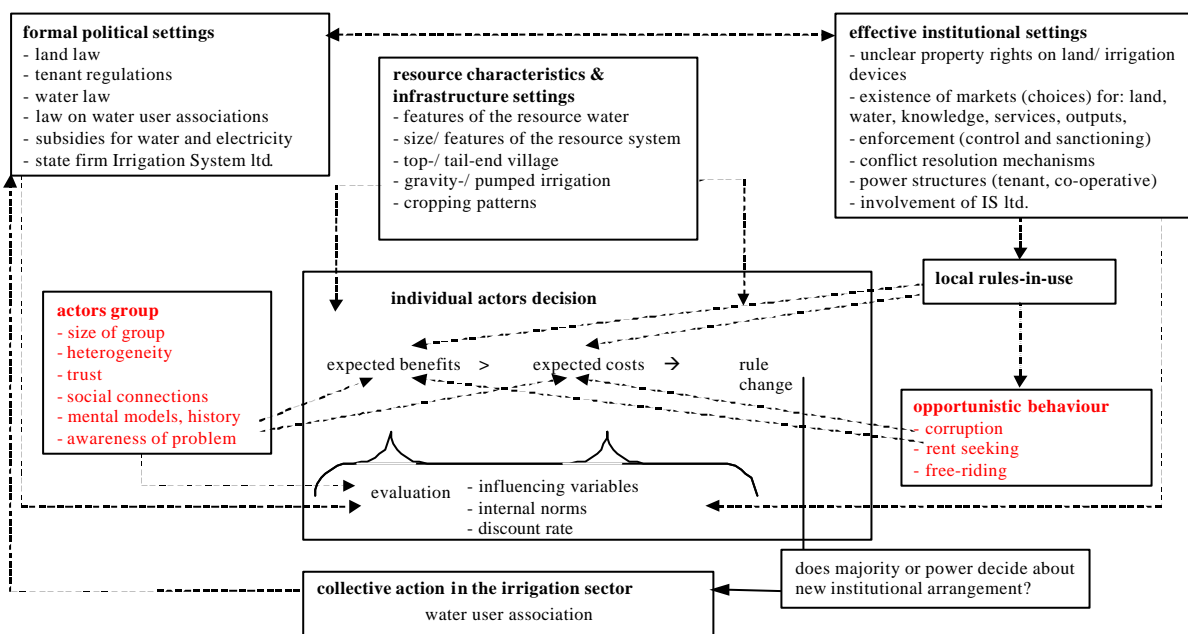 formal political settings
- land law
- tenant regulations
- water law
- law on water user associations
- subsidies for water and electricity
- state firm Irrigation System ltd.
resource characteristics &
infrastructure settings
- features of the resource water
- size/ features of the resource system
- top-/ tail-end village
- gravity-/ pumped irrigation
- cropping patterns
effective institutional settings
- unclear property rights on land/ irrigation
devices
- existence of markets (choices) for: land,
water, knowledge, services, outputs,
- enforcement (control and sanctioning)
- conflict resolution mechanisms
- power structures (tenant, co-operative)
- involvement of IS ltd.
local rules-in-use
actors group
- size of group
- heterogeneity
- trust
- social connections
- mental models, history
- awareness of problem
individual actors decision
expected benefits > expected costs → rule
change
evaluation - influencing variables
- internal norms
- discount rate
opportunistic behaviour
- corruption
- rent seeking
- free-riding
does majority or power decide about
new institutional arrangement?
collective action in the irrigation sector
water user association